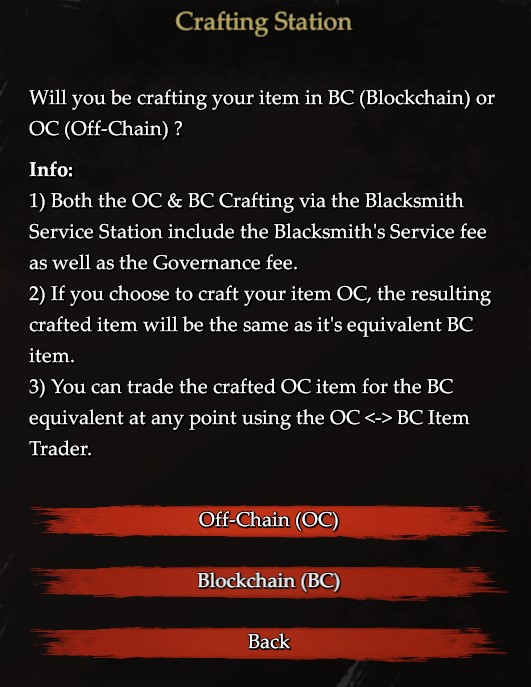 Crafting Station
Will you be crafting your item in BC (Blockchain) or
OC (Off-Chain) ?
Info:
1) Both the OC & BC Crafting via the Blacksmith
Service Station include the Blacksmith's Service fee
as well as the Governance fee.
2) If you choose to craft your item OC, the resulting
crafted item will be the same as it's equivalent BC
item.
3) You can trade the crafted OC item for the BC
equivalent at any point using the OC <-> BC Item
Trader.
Off-Chain (OC)
Blockchain (BC)
Back